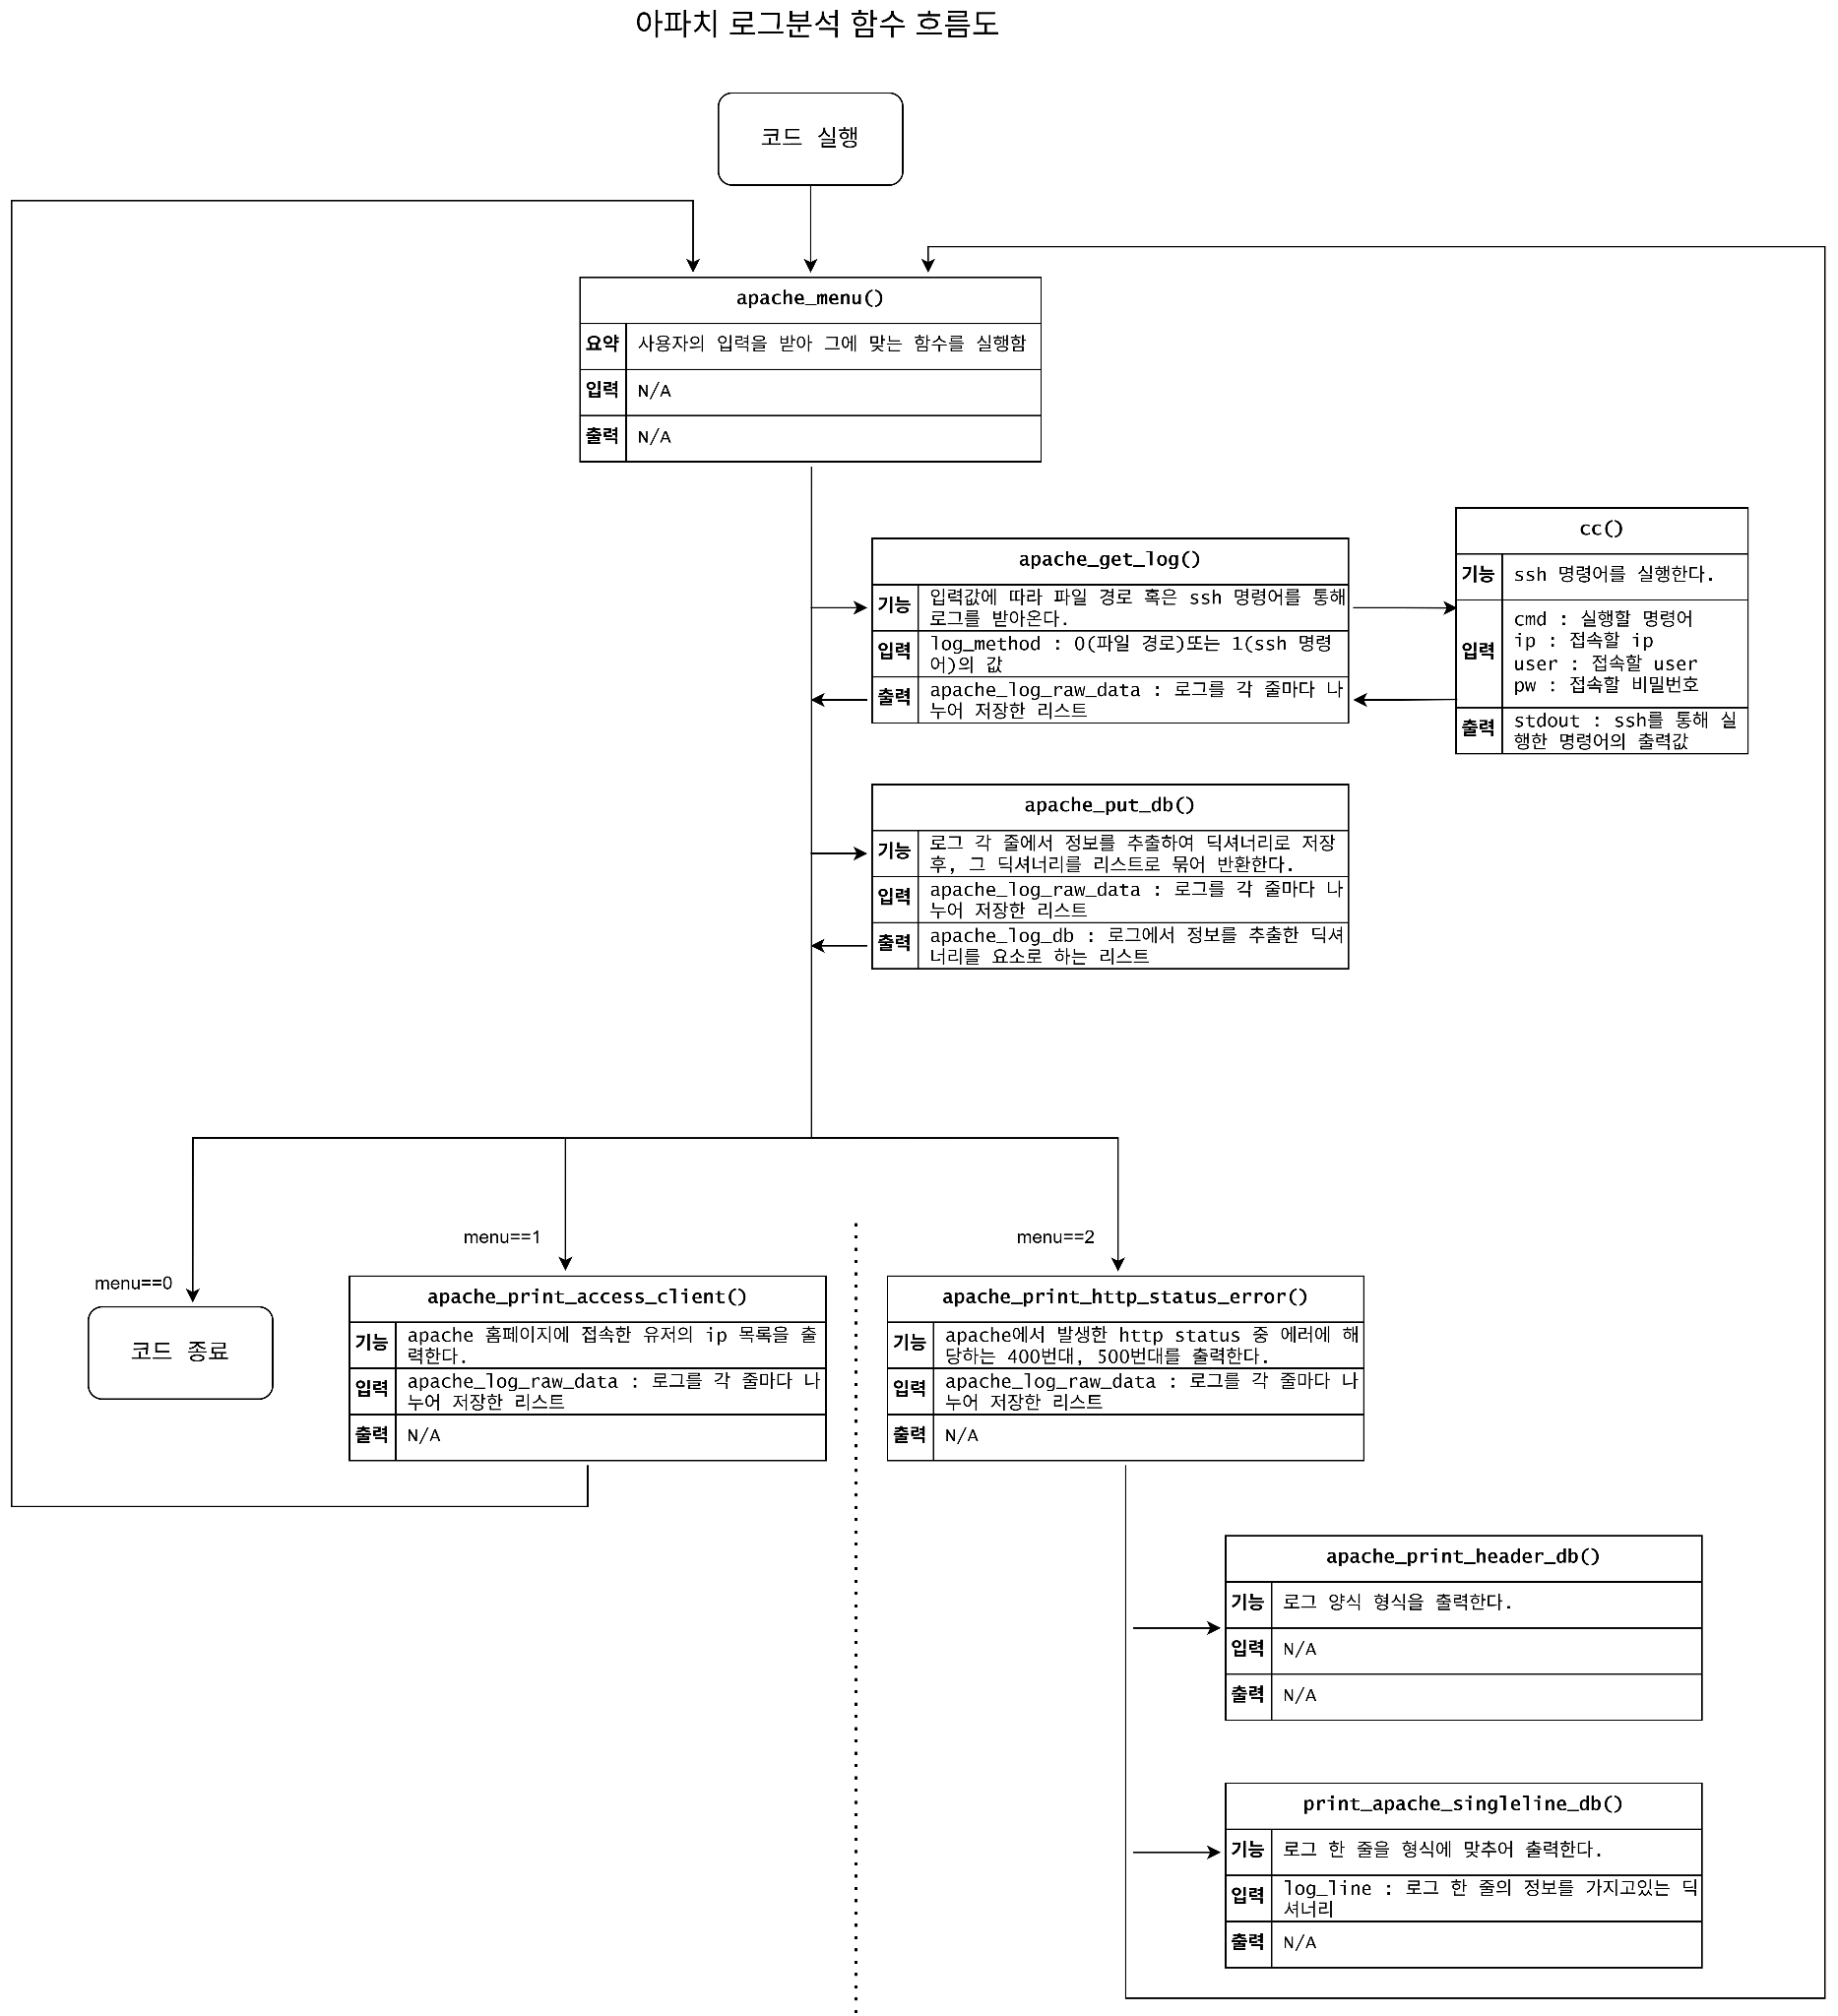 아파치 로그분석 함수 흐름도
코드 실행
apache_menu()
요약
사용자의 입력을 받아 그에 맞는 함수를 실행함
입력
N/A
출력
N/A
apache_get_log()
기능
입력값에 따라 파일 경로 혹은 ssh 명령어를 통해
로그를 받아온다.
입력
log_method : 0(파일 경로)또는 1(ssh 명령
어)의 값
출력
apache_log_raw_data : 로그를 각 줄마다 나
누어 저장한 리스트
cc()
기능
ssh 명령어를 실행한다.
입력
cmd : 실행할 명령어
ip : 접속할 ip
user : 접속할 user
pw : 접속할 비밀번호
출력
stdout : ssh를 통해 실
행한 명령어의 출력값
apache_put_db()
기능
로그 각 줄에서 정보를 추출하여 딕셔너리로 저장
후, 그 딕셔너리를 리스트로 묶어 반환한다.
입력
apache_log_raw_data : 로그를 각 줄마다 나
누어 저장한 리스트
출력
apache_log_db : 로그에서 정보를 추출한 딕셔
너리를 요소로 하는 리스트
menu==0
코드 종료
menu==1
apache_print_access_client()
기능
apache 홈페이지에 접속한 유저의 ip 목록을 출
력한다.
입력
apache_log_raw_data : 로그를 각 줄마다 나
누어 저장한 리스트
출력
N/A
menu==2
apache_print_http_status_error()
기능
apache에서 발생한 http status 중 에러에 해
당하는 400번대, 500번대를 출력한다.
입력
apache_log_raw_data : 로그를 각 줄마다 나
누어 저장한 리스트
출력
N/A
apache_print_header_db()
기능
로그 양식 형식을 출력한다.
입력
N/A
출력
N/A
print_apache_singleline_db()
기능
로그 한 줄을 형식에 맞추어 출력한다.
입력
log_line : 로그 한 줄의 정보를 가지고있는 딕
셔너리
출력
N/A